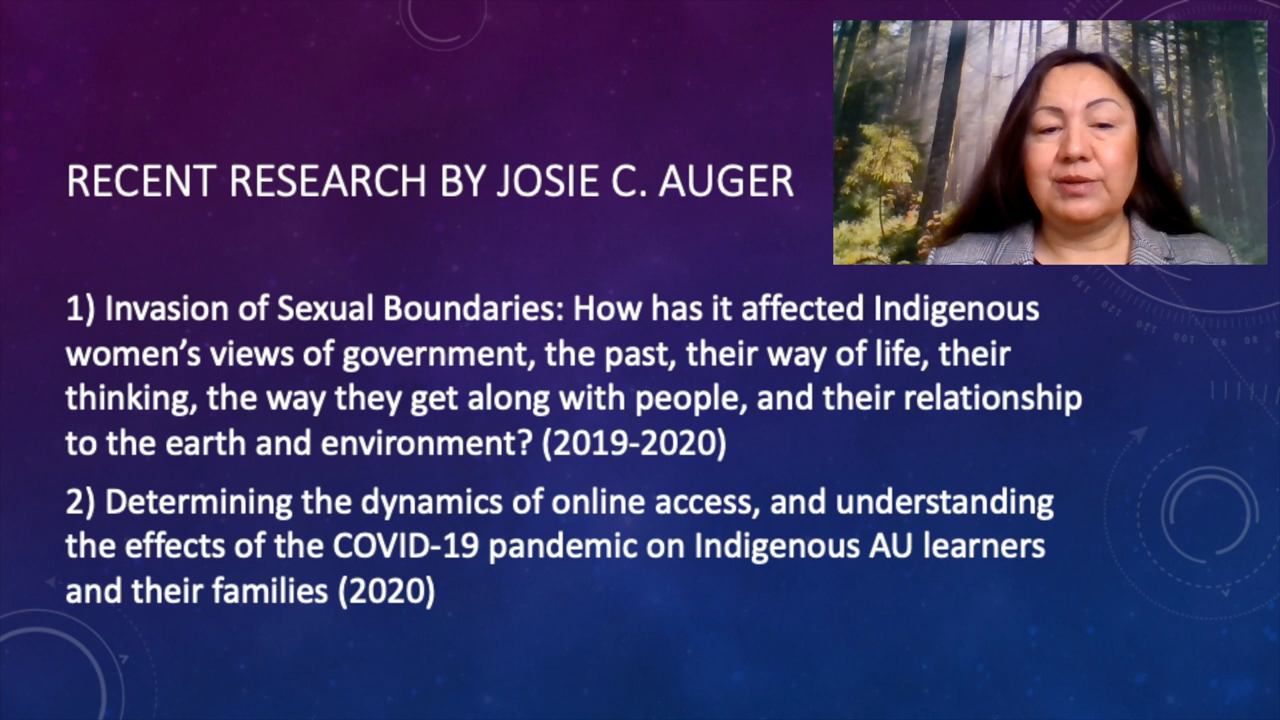 RECENT RESEARCH BY JOSIE C. AUGER
1) Invasion of Sexual Boundaries: How has it affected Indigenous
women’s views of government, the past, their way of life, their
thinking, the way they get along with people, and their relationship
to the earth and environment? (2019-2020)
2) Determining the dynamics of online access, and understanding
the effects of the COVID-19 pandemic on Indigenous AU learners
and their families (2020)